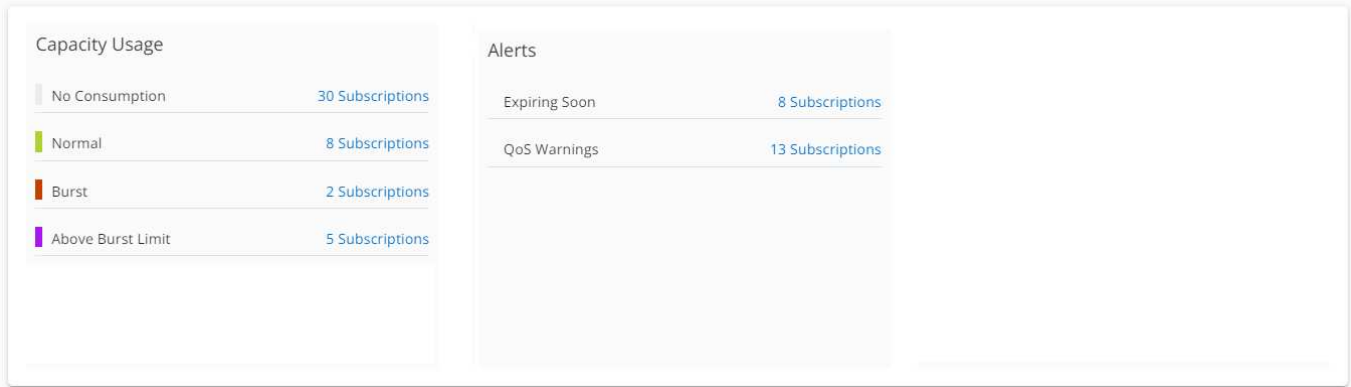 Capacity Usage
No Consumption 30 Subscriptions
Normal 8 Subscriptions
Burst 2 Subscriptions
Above Burst Limit 5 Subscriptions
Alerts
Expiring Soon 8 Subscriptions
QoS Warnings 13 Subscriptions